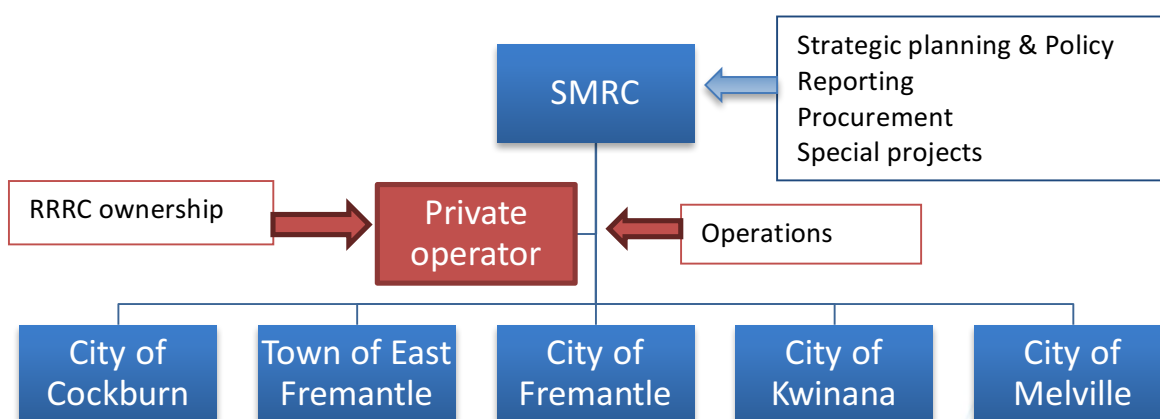 SMRC
Strategic planning & Policy
Reporting
Procurement
Special projects
RRRC ownership
Private
operator
Operations
City of
Cockburn
Town of East
Fremantle
City of
Fremantle
City of
Kwinana
City of
Melville